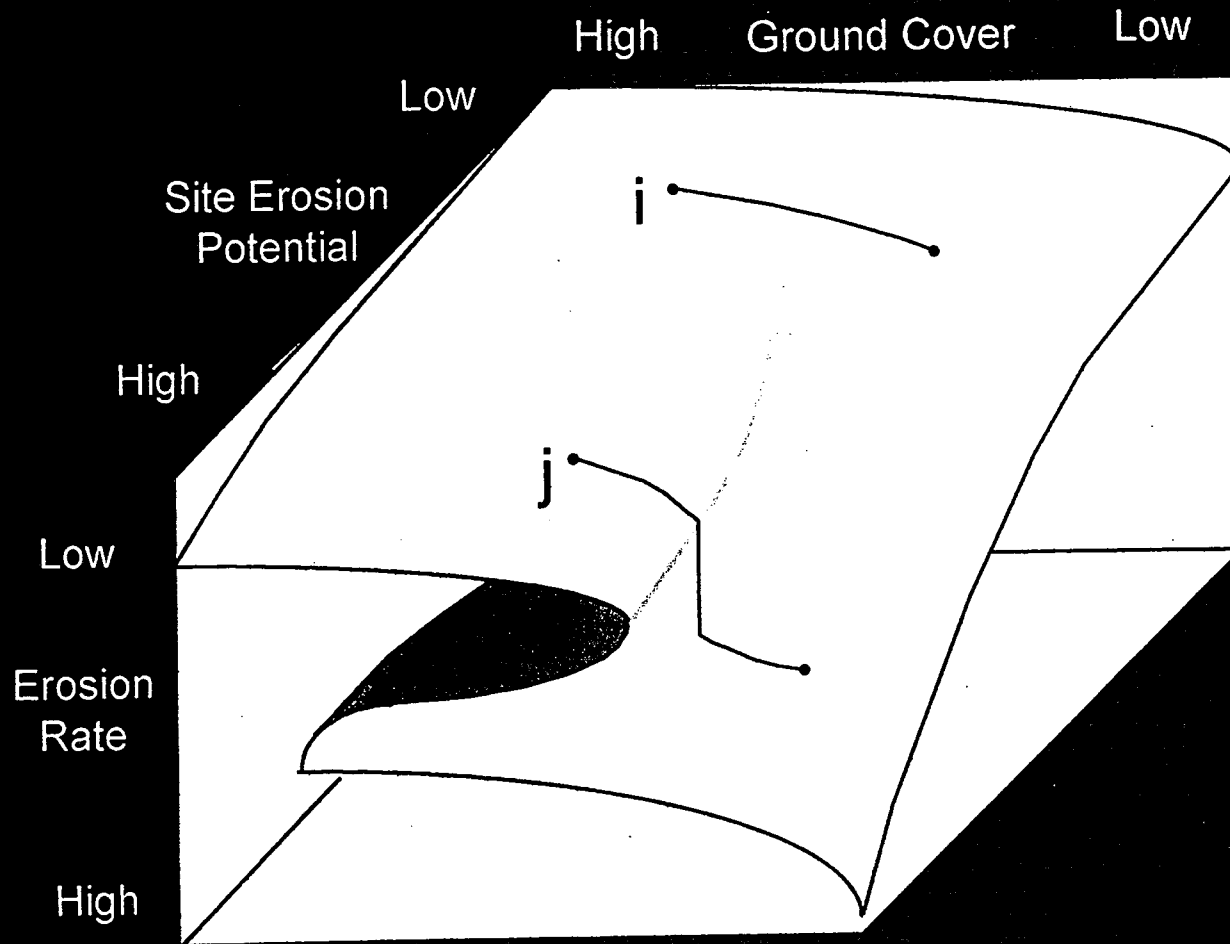 High Ground Cover Low
Low
Site Erosion
Potential
i
High
j
Low
Erosion
Rate
High